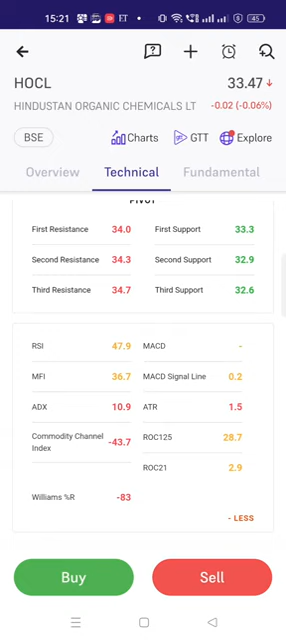 15:21 ET 6 45
HOCL 33.47
HINDUSTAN ORGANIC CHEMICALS LT -0.02 (-0.06%)
BSE Charts GTT Explore
Overview Technical Fundamental
PIVOT
First Resistance 34.0 First Support 33.3
Second Resistance 34.3 Second Support 32.9
Third Resistance 34.7 Third Support 32.6
RSI 47.9 MACD -
MFI 36.7 MACD Signal Line 0.2
ADX 10.9 ATR 1.5
Commodity Channel Index -43.7 ROC125 28.7
ROC21 2.9
Williams %R -83
- LESS
Buy Sell